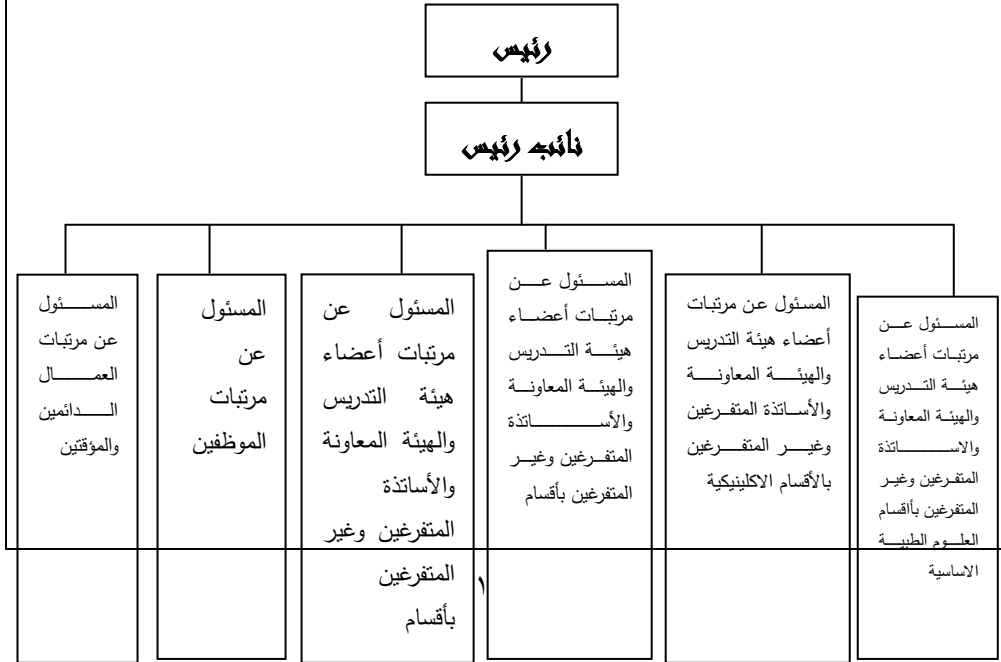 رئيس
نائب رئيس
المسئول عن
مرتبات أعضاء
هيئة التدريس
والهيئة المعاونة
والاساتذة
المتفرغين وغير
المتفرغين بأاقسام
العلوم الطبية
الاساسية
المسئول عن مرتبات
أعضاء هيئة التدريس
والهيئة المعاونة
والأساتذة المتفرغين
وغير المتفرغين
بالأقسام الاكلينيكية
المسئول عن
مرتبات أعضاء
هيئة التدريس
والهيئة المعاونة
والأساتذة
المتفرغين وغير
المتفرغين بأقسام
المسئول عن
مرتبات أعضاء
هيئة التدريس
والهيئة المعاونة
والأساتذة
المتفرغين وغير
المتفرغين
بأقسام
المسئول
عن
مرتبات
الموظفين
المسئول
عن مرتبات
العمال
الدائمين
والمؤقتين
١